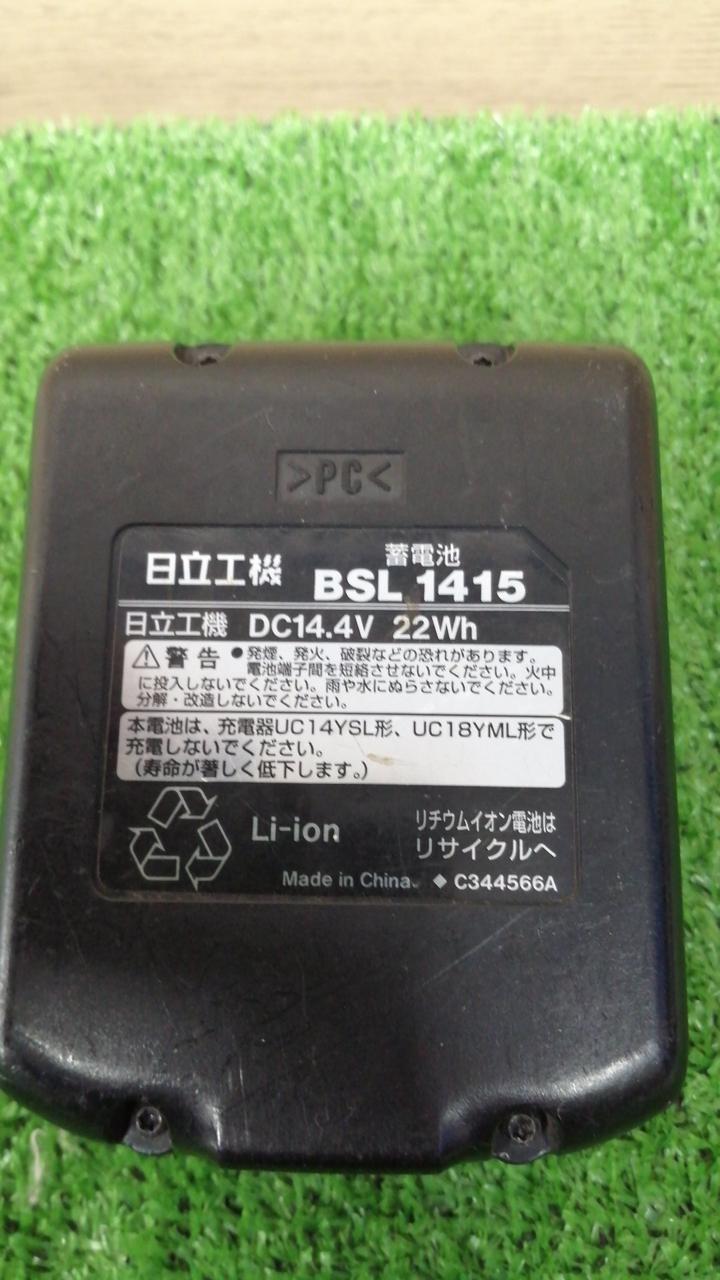 >PC<
日立工機 蓄電池 BSL 1415
日立工機 DC14.4V 22Wh
⚠警告 ●発煙、発火、破裂などの恐れがあります。
電池端子間を短絡させないでください。火中
に投入しないでください。雨や水にぬらさないでください。
分解・改造しないでください。
本電池は、充電器UC14YSL形、UC18YML形で
充電しないでください。
(寿命が著しく低下します。)
Li-ion リチウムイオン電池は
リサイクルへ
Made in China. ◆ C344566A